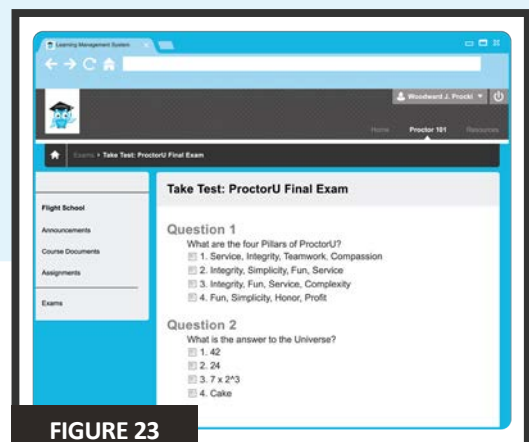 Learning Management System
Woodward J. Procki
Home Proctor 101 Resources
Exams › Take Test: ProctorU Final Exam
Flight School
Announcements
Course Documents
Assignments
Exams
Take Test: ProctorU Final Exam
Question 1
What are the four Pillars of ProctorU?
1. Service, Integrity, Teamwork, Compassion
2. Integrity, Simplicity, Fun, Service
3. Integrity, Fun, Service, Complexity
4. Fun, Simplicity, Honor, Profit
Question 2
What is the answer to the Universe?
1. 42
2. 24
3. 7 x 2^3
4. Cake
FIGURE 23